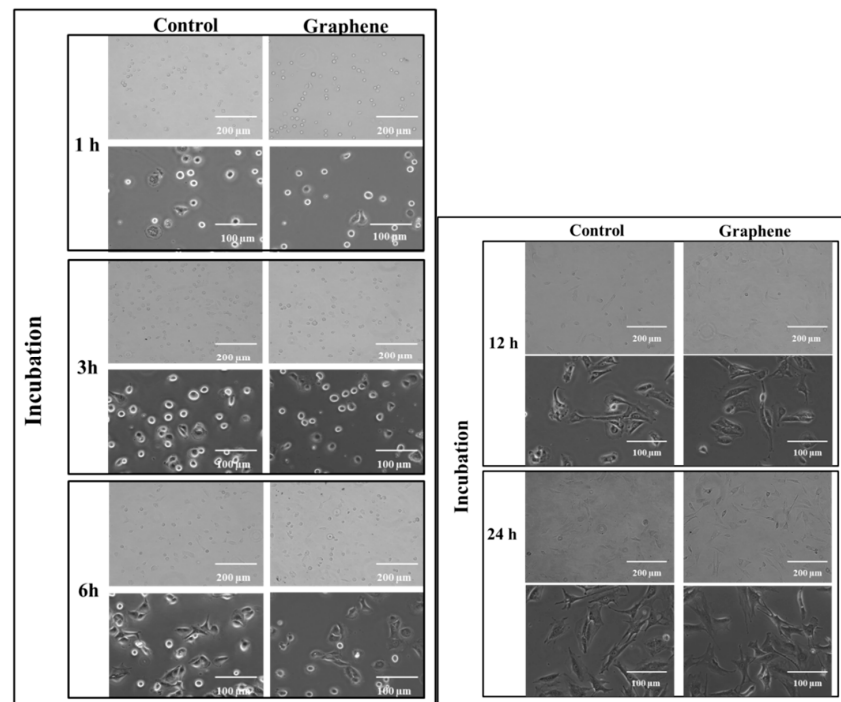 Control Graphene
200 µm 200 µm
1 h
100 µm 100 µm
3h
200 µm 200 µm
100 µm 100 µm
Incubation
200 µm 200 µm
6h
100 µm 100 µm
Control Graphene
12 h
200 µm 200 µm
100 µm 100 µm
Incubation
24 h
200 µm 200 µm
100 µm 100 µm